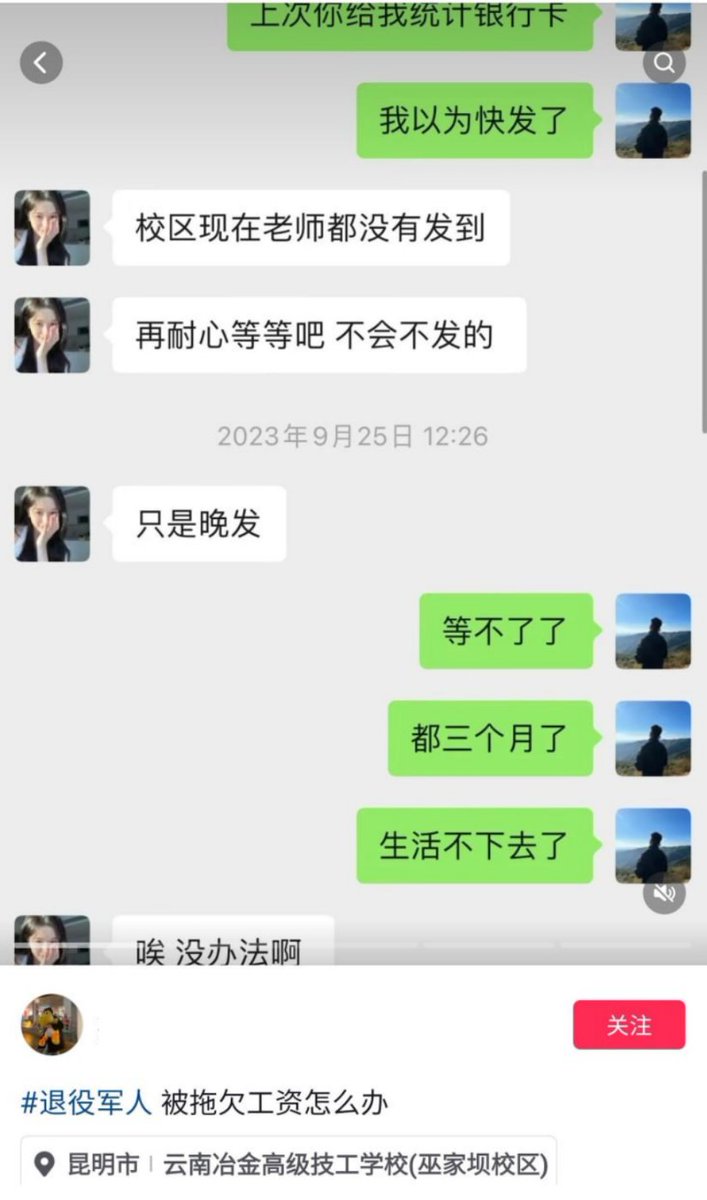 上次你给我统计银行卡
我以为快发了
校区现在老师都没有发到
再耐心等等吧 不会不发的
2023年9月25日 12:26
只是晚发
等不了了
都三个月了
生活不下去了
唉 没办法啊
关注
#退役军人 被拖欠工资怎么办
昆明市 | 云南冶金高级技工学校(巫家坝校区)